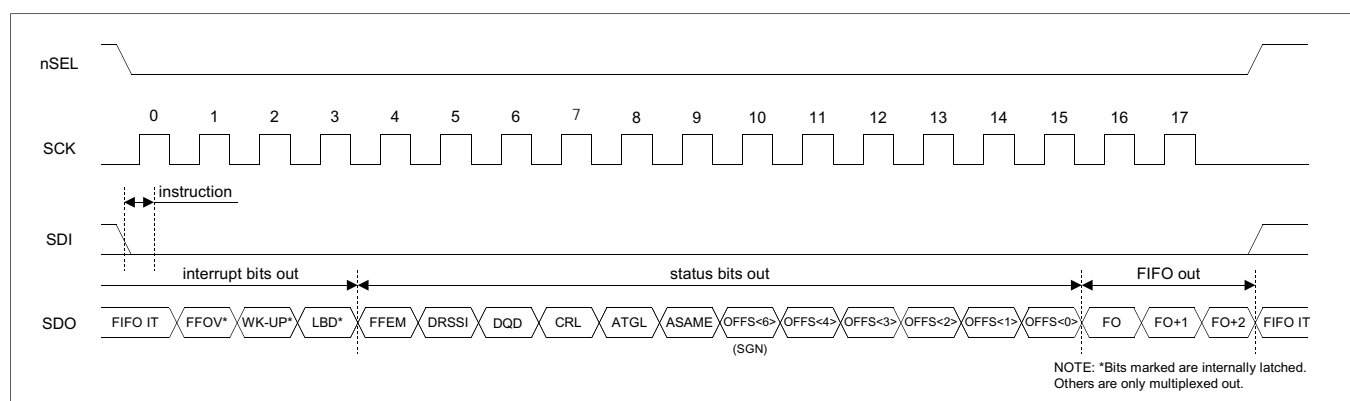 nSEL
0 1 2 3 4 5 6 7 8 9 10 11 12 13 14 15 16 17
SCK
instruction
SDI
interrupt bits out status bits out FIFO out
SDO FIFO IT FFOV* WK-UP* LBD* FFEM DRSSI DQD CRL ATGL ASAME OFFS<6> OFFS<4> OFFS<3> OFFS<2> OFFS<1> OFFS<0> FO FO+1 FO+2 FIFO IT
(SGN)
NOTE: *Bits marked are internally latched.
Others are only multiplexed out.